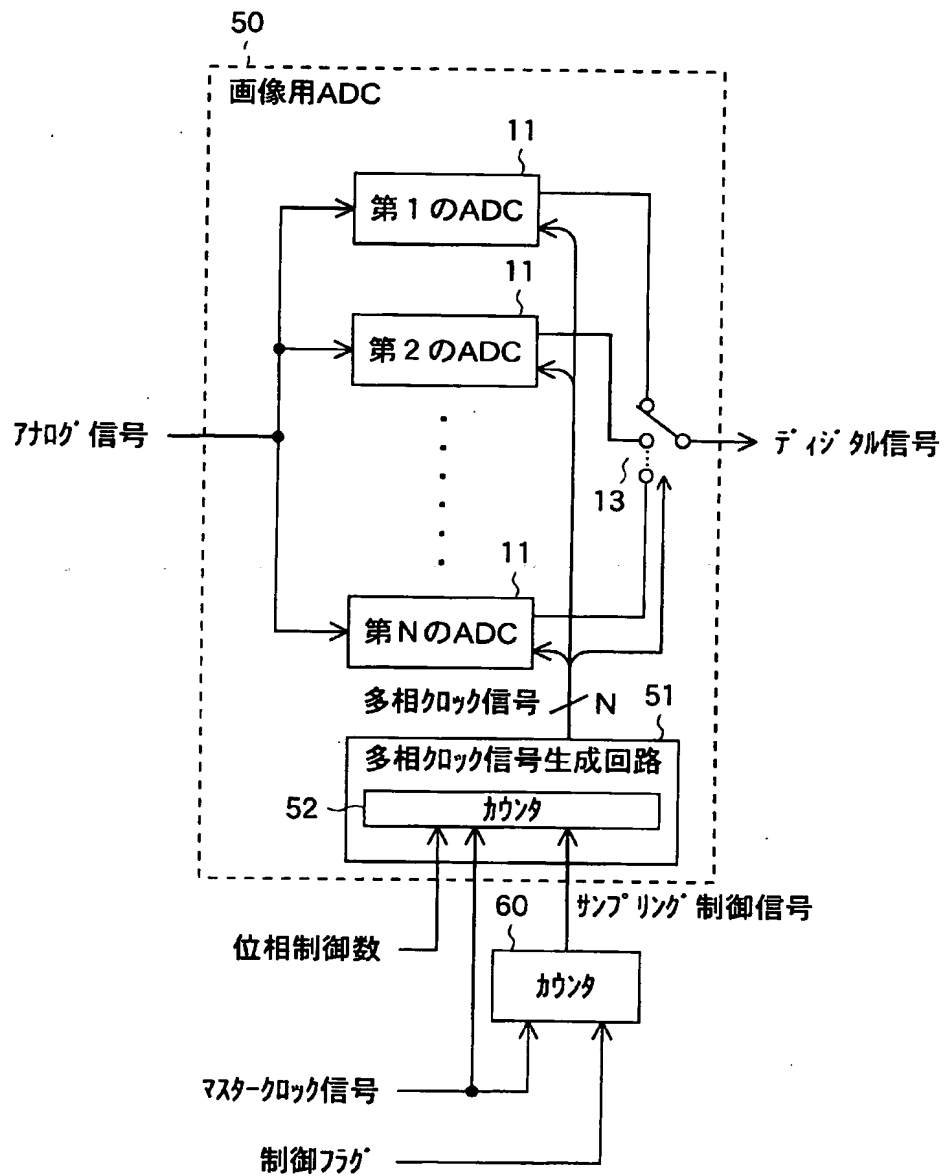 50
画像用ADC
11
第1のADC
11
第2のADC
アナログ信号
ディジタル信号
13
11
第NのADC
多相クロック信号
N
51
多相クロック信号生成回路
52
カウンタ
サンプリング制御信号
60
位相制御数
カウンタ
マスタークロック信号
制御フラグ